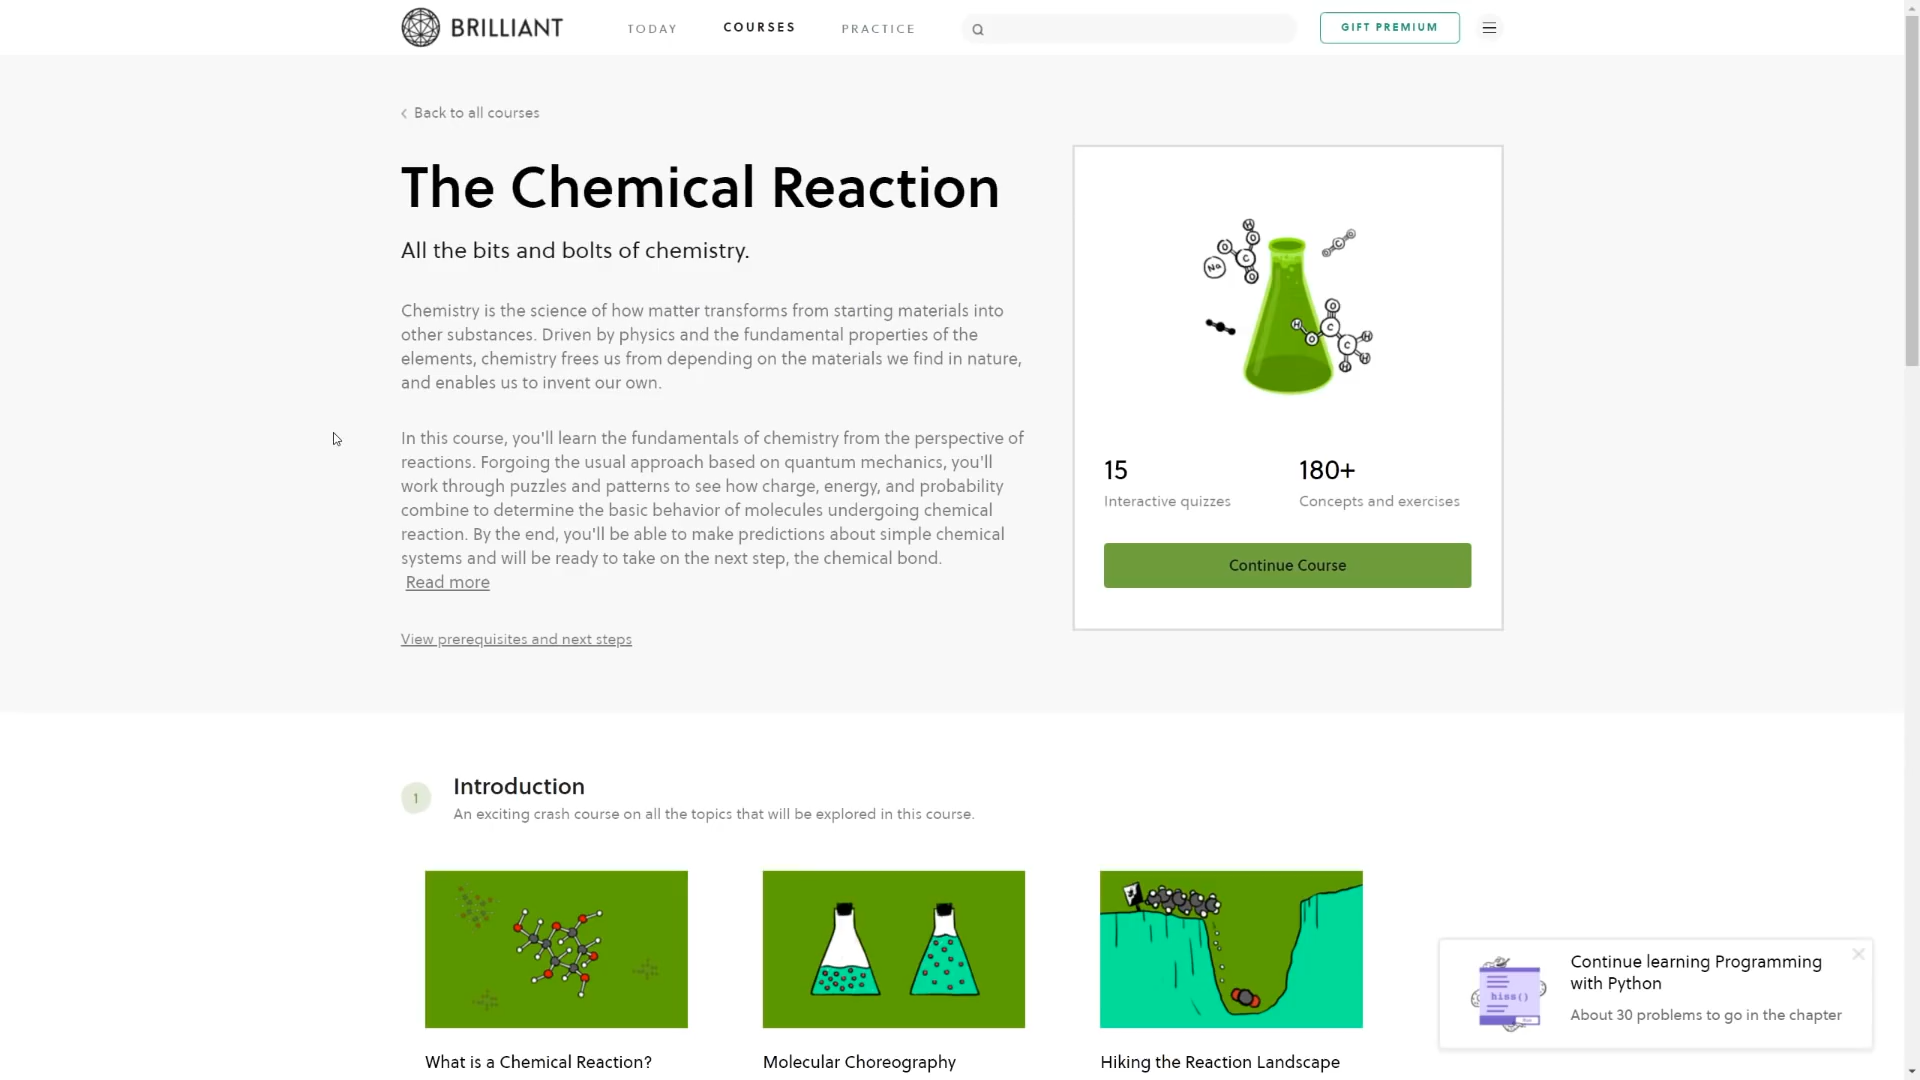 BRILLIANT
TODAY
COURSES
PRACTICE
GIFT PREMIUM
Back to all courses
The Chemical Reaction
All the bits and bolts of chemistry.
Chemistry is the science of how matter transforms from starting materials into
other substances. Driven by physics and the fundamental properties of the
elements, chemistry frees us from depending on the materials we find in nature,
and enables us to invent our own.
In this course, you'll learn the fundamentals of chemistry from the perspective of
reactions. Forgoing the usual approach based on quantum mechanics, you'll
work through puzzles and patterns to see how charge, energy, and probability
combine to determine the basic behavior of molecules undergoing chemical
reaction. By the end, you'll be able to make predictions about simple chemical
systems and will be ready to take on the next step, the chemical bond.
Read more
View prerequisites and next steps
H
O
O
C
Na
O
O
C
O
O
H
C
O
H
C
H
H
15
Interactive quizzes
180+
Concepts and exercises
Continue Course
1
Introduction
An exciting crash course on all the topics that will be explored in this course.
What is a Chemical Reaction?
Molecular Choreography
Hiking the Reaction Landscape
hiss()
Continue learning Programming
with Python
About 30 problems to go in the chapter